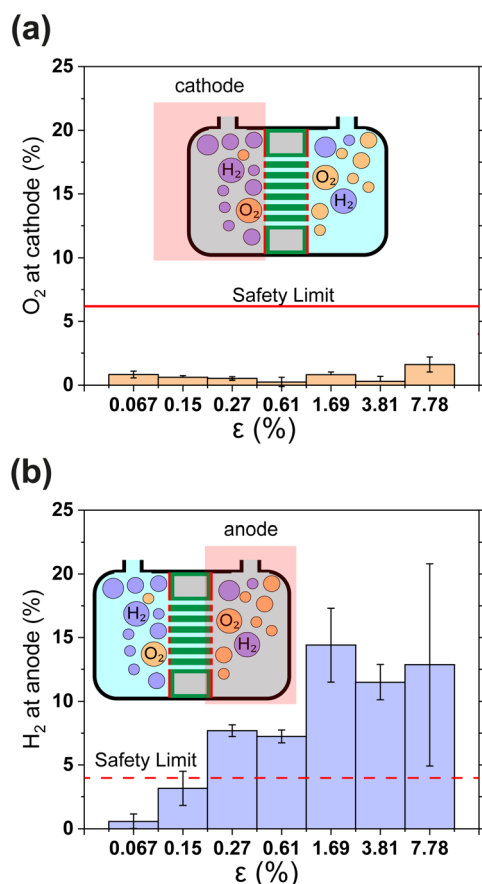 (a)
25
20
15
10
5
0
O₂ at cathode (%)
cathode
H₂
O₂
O₂
H₂
Safety Limit
0.067 0.15 0.27 0.61 1.69 3.81 7.78
ε (%)
(b)
25
20
15
10
5
0
H₂ at anode (%)
anode
H₂
O₂
O₂
H₂
Safety Limit
0.067 0.15 0.27 0.61 1.69 3.81 7.78
ε (%)